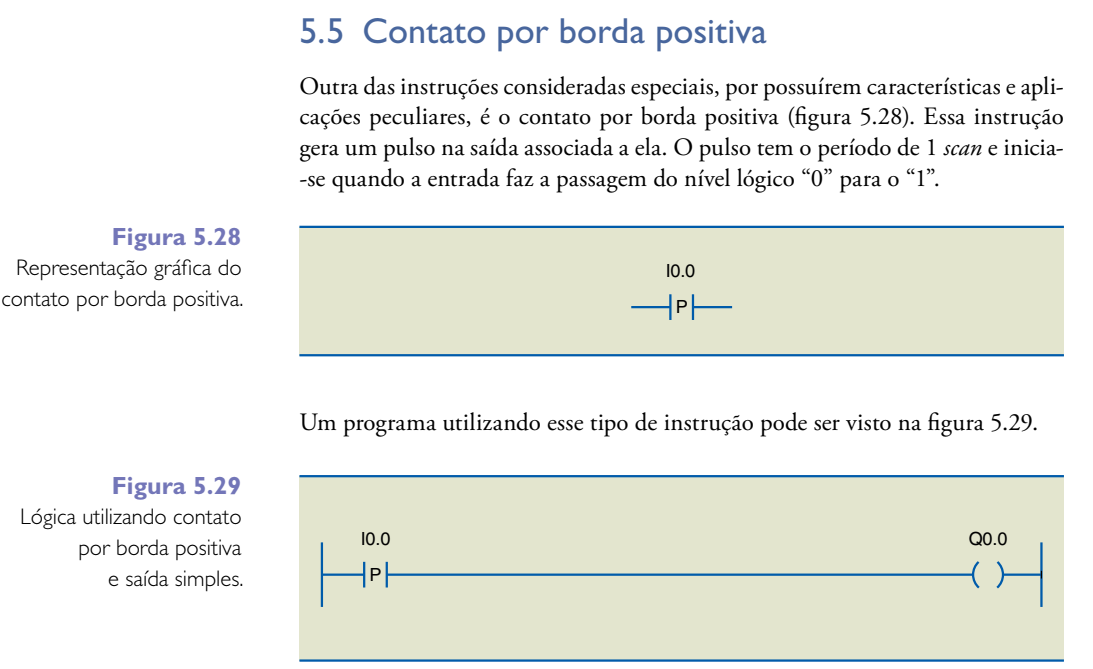 5.5 Contato por borda positiva
Outra das instruções consideradas especiais, por possuírem características e apli-
cações peculiares, é o contato por borda positiva (figura 5.28). Essa instrução
gera um pulso na saída associada a ela. O pulso tem o período de 1 scan e inicia-
-se quando a entrada faz a passagem do nível lógico “0” para o “1”.
Figura 5.28
Representação gráfica do
contato por borda positiva.
I0.0
P
Um programa utilizando esse tipo de instrução pode ser visto na figura 5.29.
Figura 5.29
Lógica utilizando contato
por borda positiva
e saída simples.
I0.0 Q0.0
P ( )